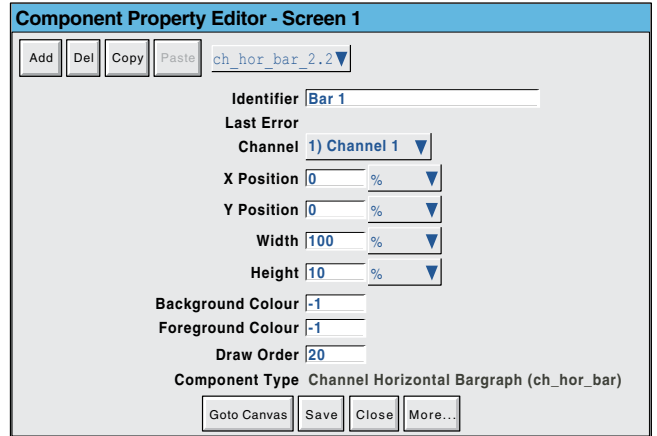 Component Property Editor - Screen 1
Add Del Copy Paste ch_hor_bar_2.2
Identifier Bar 1
Last Error
Channel 1) Channel 1
X Position 0 %
Y Position 0 %
Width 100 %
Height 10 %
Background Colour -1
Foreground Colour -1
Draw Order 20
Component Type Channel Horizontal Bargraph (ch_hor_bar)
Goto Canvas Save Close More...